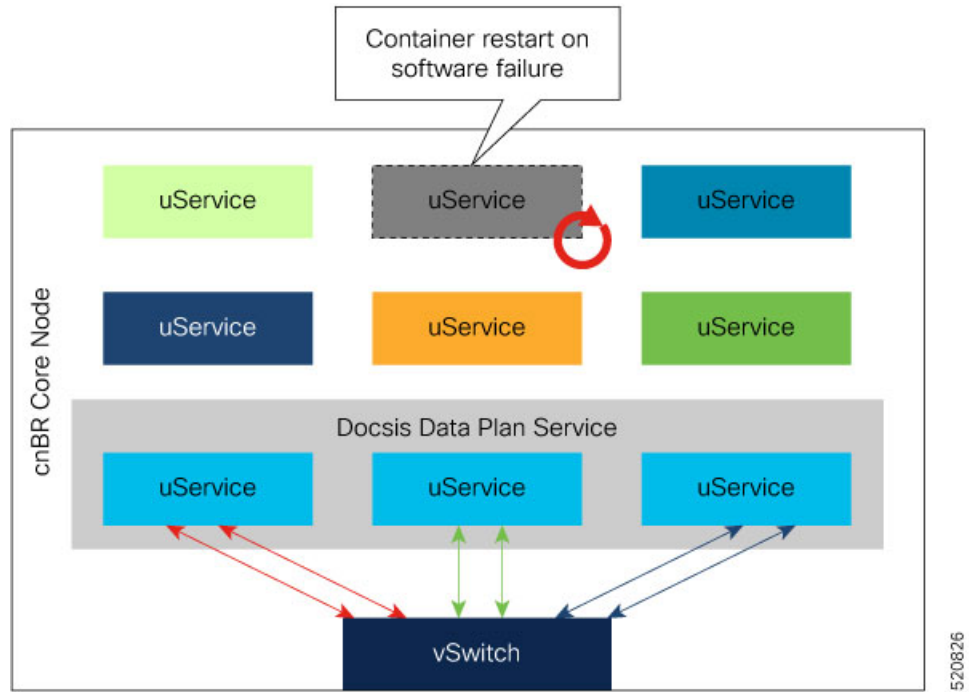 Container restart on
software failure
uService
uService
uService
cnBR Core Node
uService
uService
uService
Docsis Data Plan Service
uService
uService
uService
vSwitch
520826